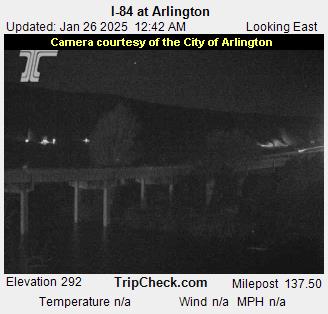 I-84 at Arlington
Updated: Jan 26 2025 12:42 AM Looking East
Camera courtesy of the City of Arlington
Elevation 292 TripCheck.com Milepost 137.50
Temperature n/a Wind n/a MPH n/a